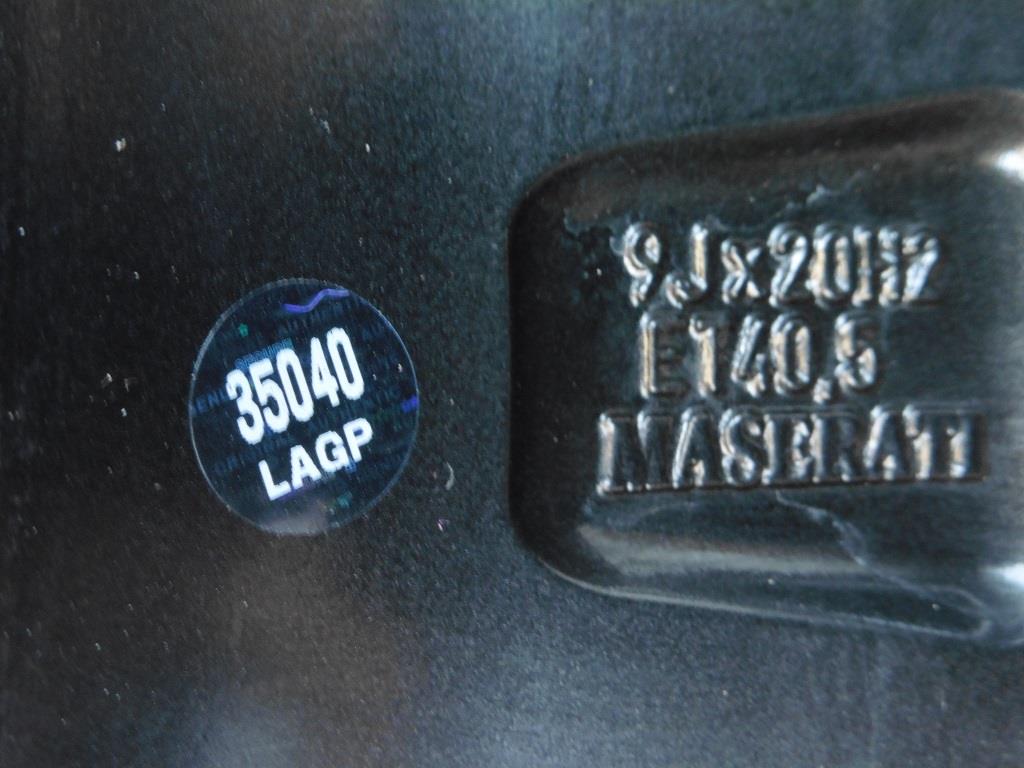 35040
LAGP
9Jx20H2
ET40,5
MASERATI